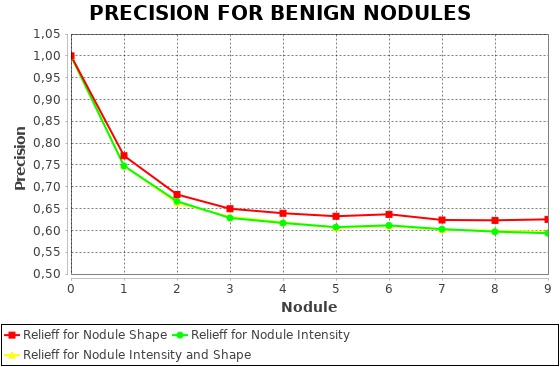 PRECISION FOR BENIGN NODULES
1,05
1,00
0,95
0,90
0,85
0,80
0,75
0,70
0,65
0,60
0,55
0,50
Precision
0 1 2 3 4 5 6 7 8 9
Nodule
Relieff for Nodule Shape Relieff for Nodule Intensity
Relieff for Nodule Intensity and Shape